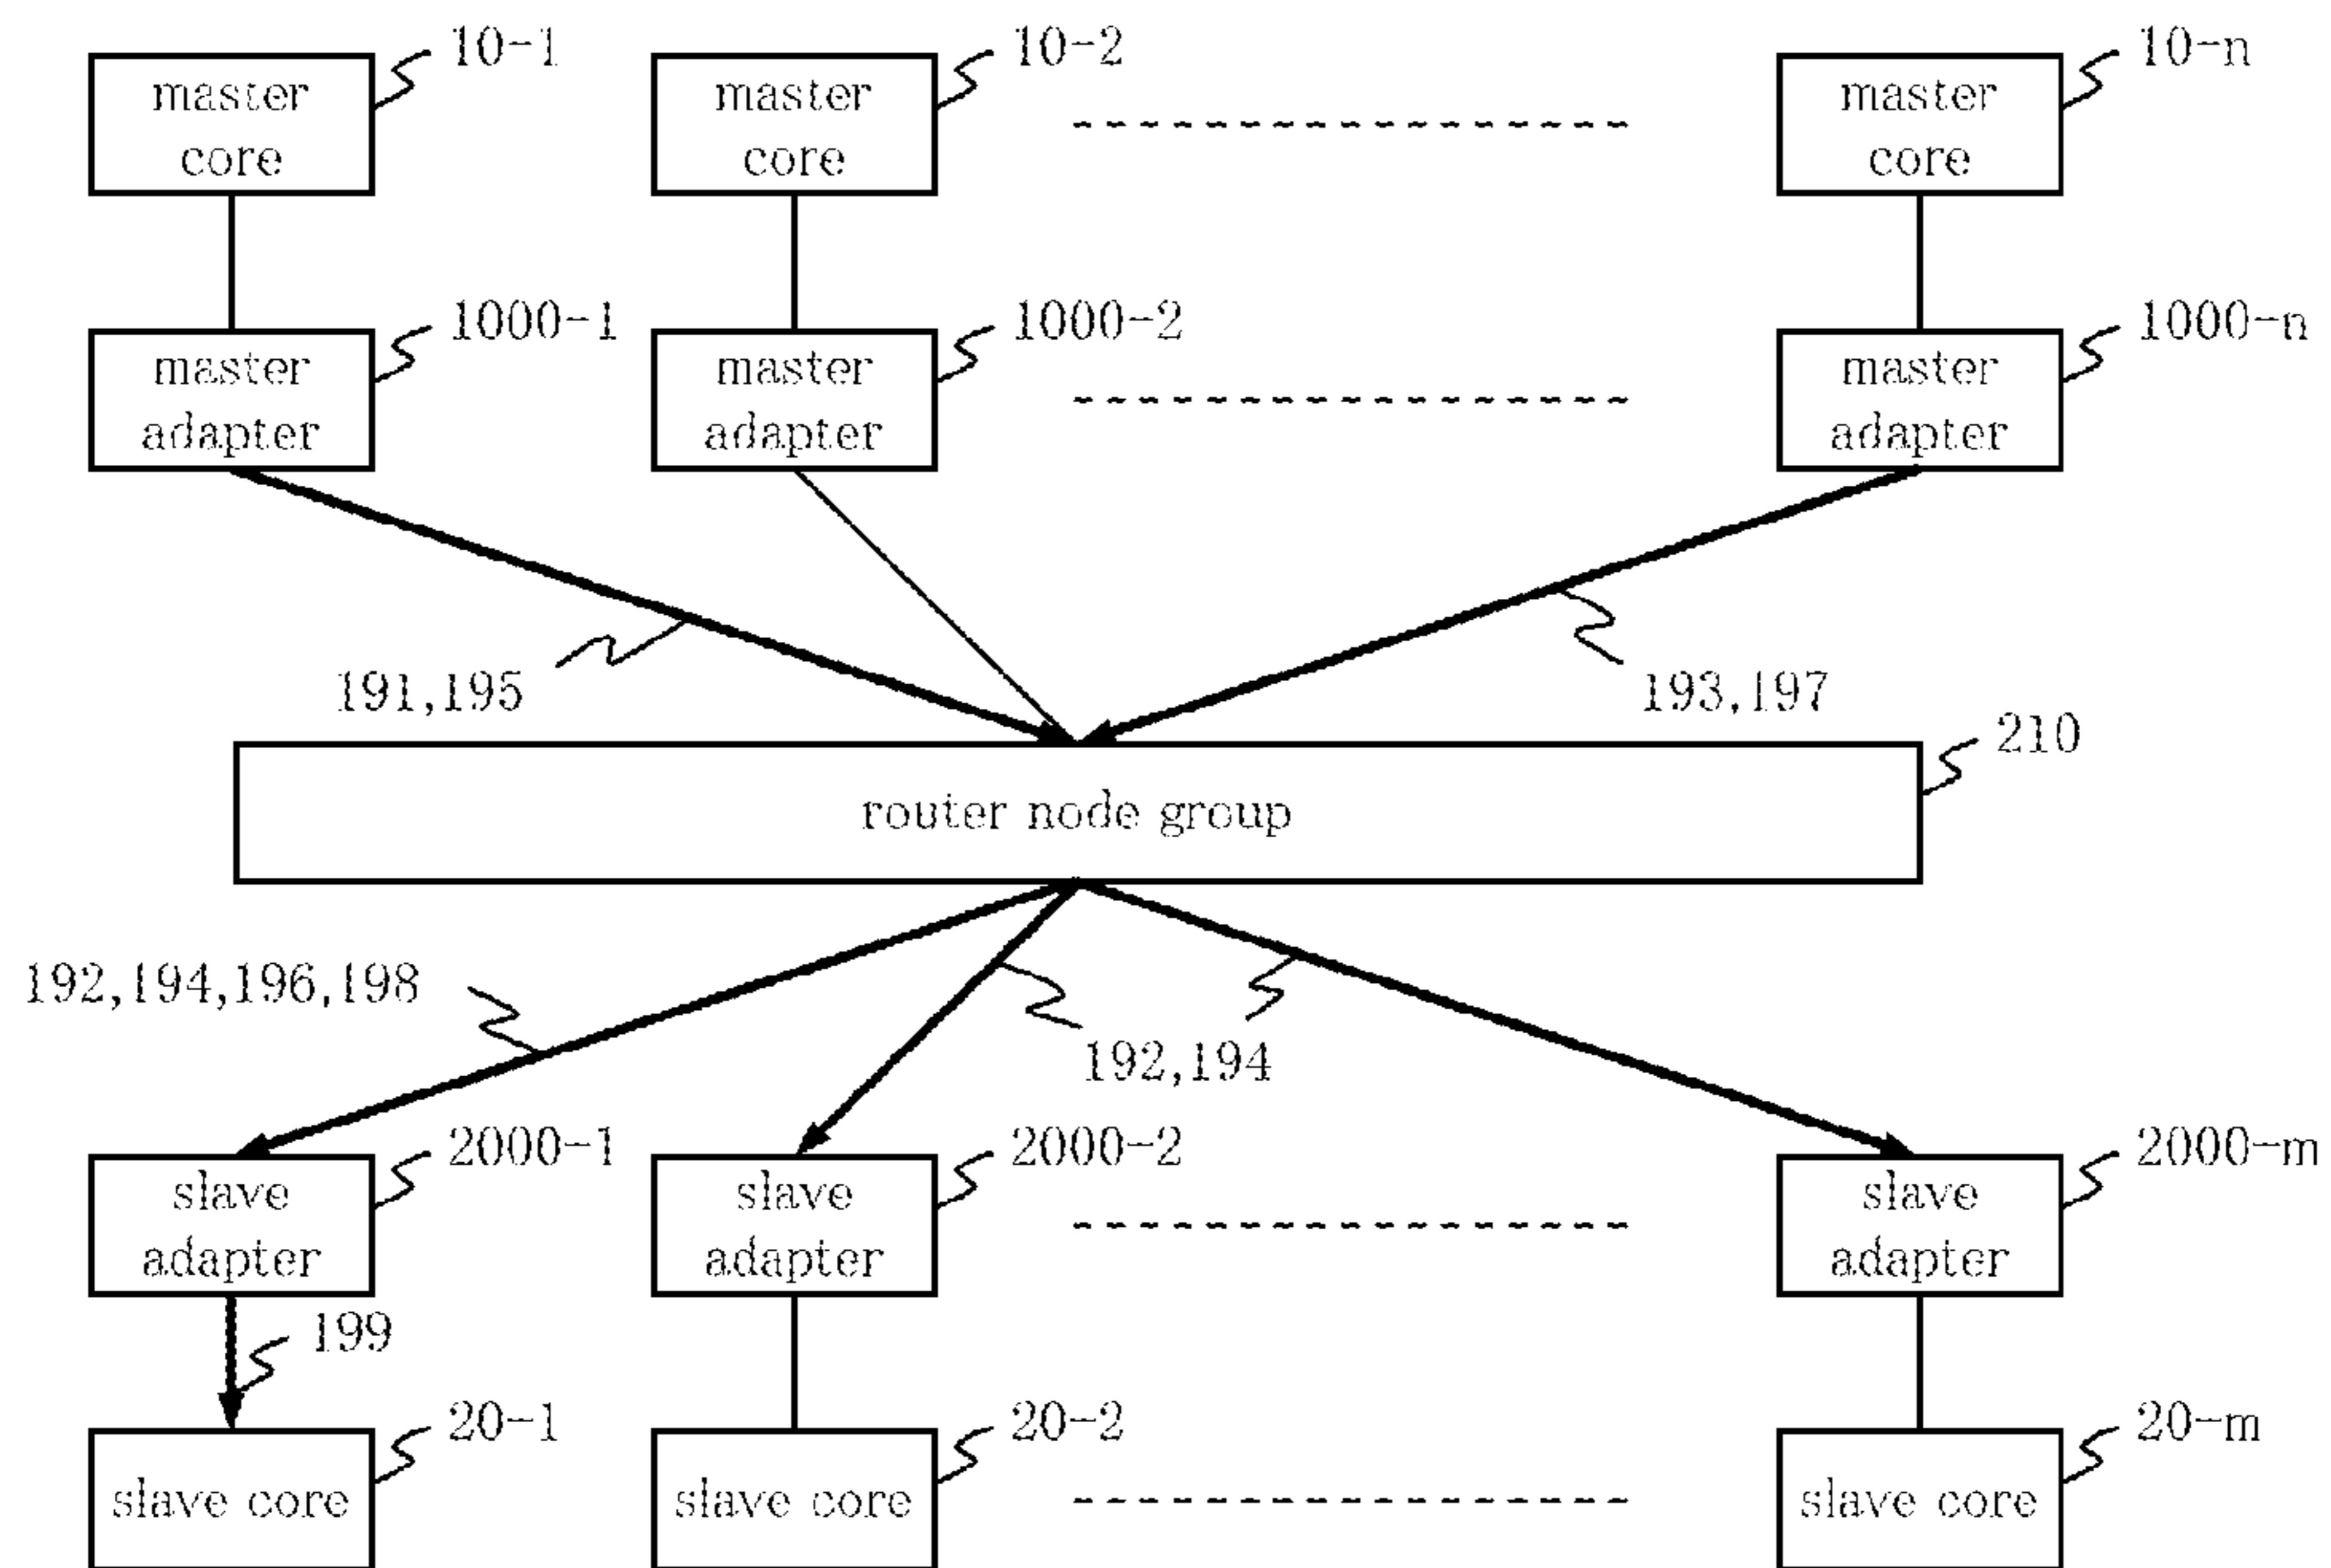 10-1
10-2
10-n
master
core
master
core
master
core
1000-1
1000-2
1000-n
master
adapter
master
adapter
master
adapter
191,195
193,197
210
router node group
192,194,196,198
192,194
2000-1
2000-2
2000-m
slave
adapter
slave
adapter
slave
adapter
199
20-1
20-2
20-m
slave core
slave core
slave core